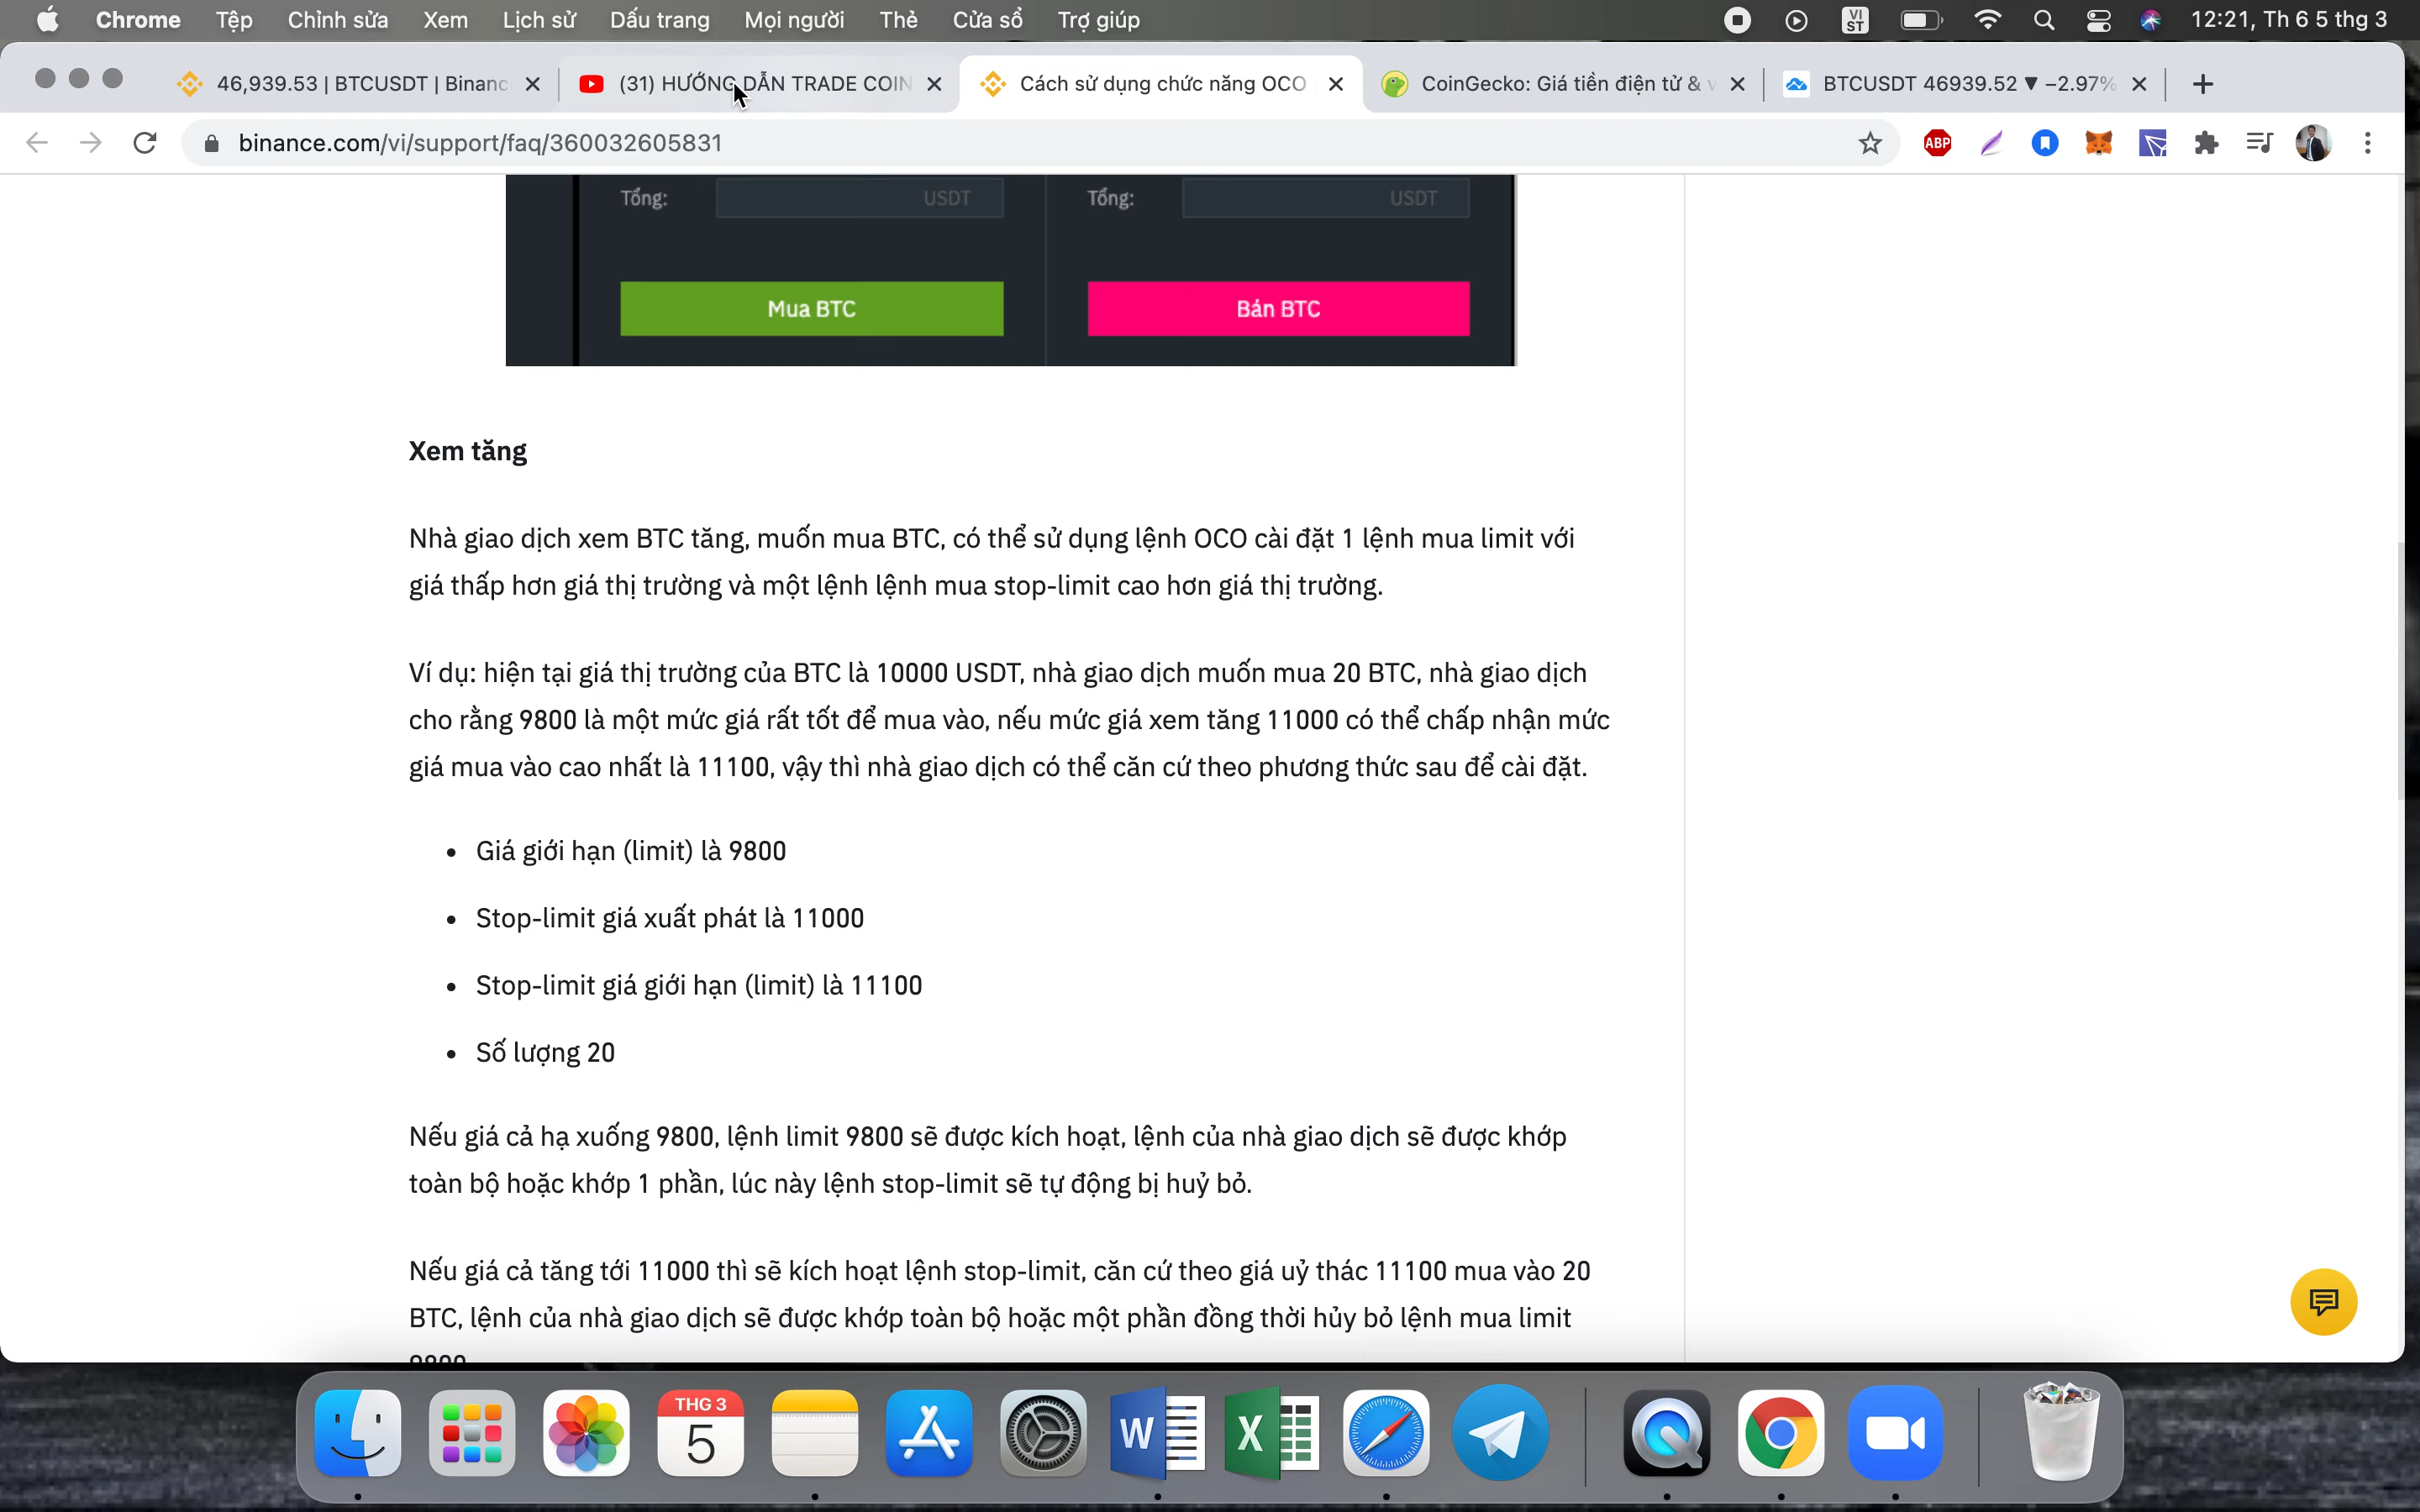 Chrome Tệp Chỉnh sửa Xem Lịch sử Dấu trang Mọi người Thẻ Cửa sổ Trợ giúp VI ST 12:21, Th 6 5 thg 3
46,939.53 | BTCUSDT | Binanc (31) HƯỚNG DẪN TRADE COIN Cách sử dụng chức năng OCO CoinGecko: Giá tiền điện tử & v BTCUSDT 46939.52 ▼ −2.97%
binance.com/vi/support/faq/360032605831 ABP
Tổng: USDT Tổng: USDT
Mua BTC Bán BTC
Xem tăng
Nhà giao dịch xem BTC tăng, muốn mua BTC, có thể sử dụng lệnh OCO cài đặt 1 lệnh mua limit với
giá thấp hơn giá thị trường và một lệnh lệnh mua stop-limit cao hơn giá thị trường.
Ví dụ: hiện tại giá thị trường của BTC là 10000 USDT, nhà giao dịch muốn mua 20 BTC, nhà giao dịch
cho rằng 9800 là một mức giá rất tốt để mua vào, nếu mức giá xem tăng 11000 có thể chấp nhận mức
giá mua vào cao nhất là 11100, vậy thì nhà giao dịch có thể căn cứ theo phương thức sau để cài đặt.
• Giá giới hạn (limit) là 9800
• Stop-limit giá xuất phát là 11000
• Stop-limit giá giới hạn (limit) là 11100
• Số lượng 20
Nếu giá cả hạ xuống 9800, lệnh limit 9800 sẽ được kích hoạt, lệnh của nhà giao dịch sẽ được khớp
toàn bộ hoặc khớp 1 phần, lúc này lệnh stop-limit sẽ tự động bị huỷ bỏ.
Nếu giá cả tăng tới 11000 thì sẽ kích hoạt lệnh stop-limit, căn cứ theo giá uỷ thác 11100 mua vào 20
BTC, lệnh của nhà giao dịch sẽ được khớp toàn bộ hoặc một phần đồng thời hủy bỏ lệnh mua limit
THG 3
5
W
X